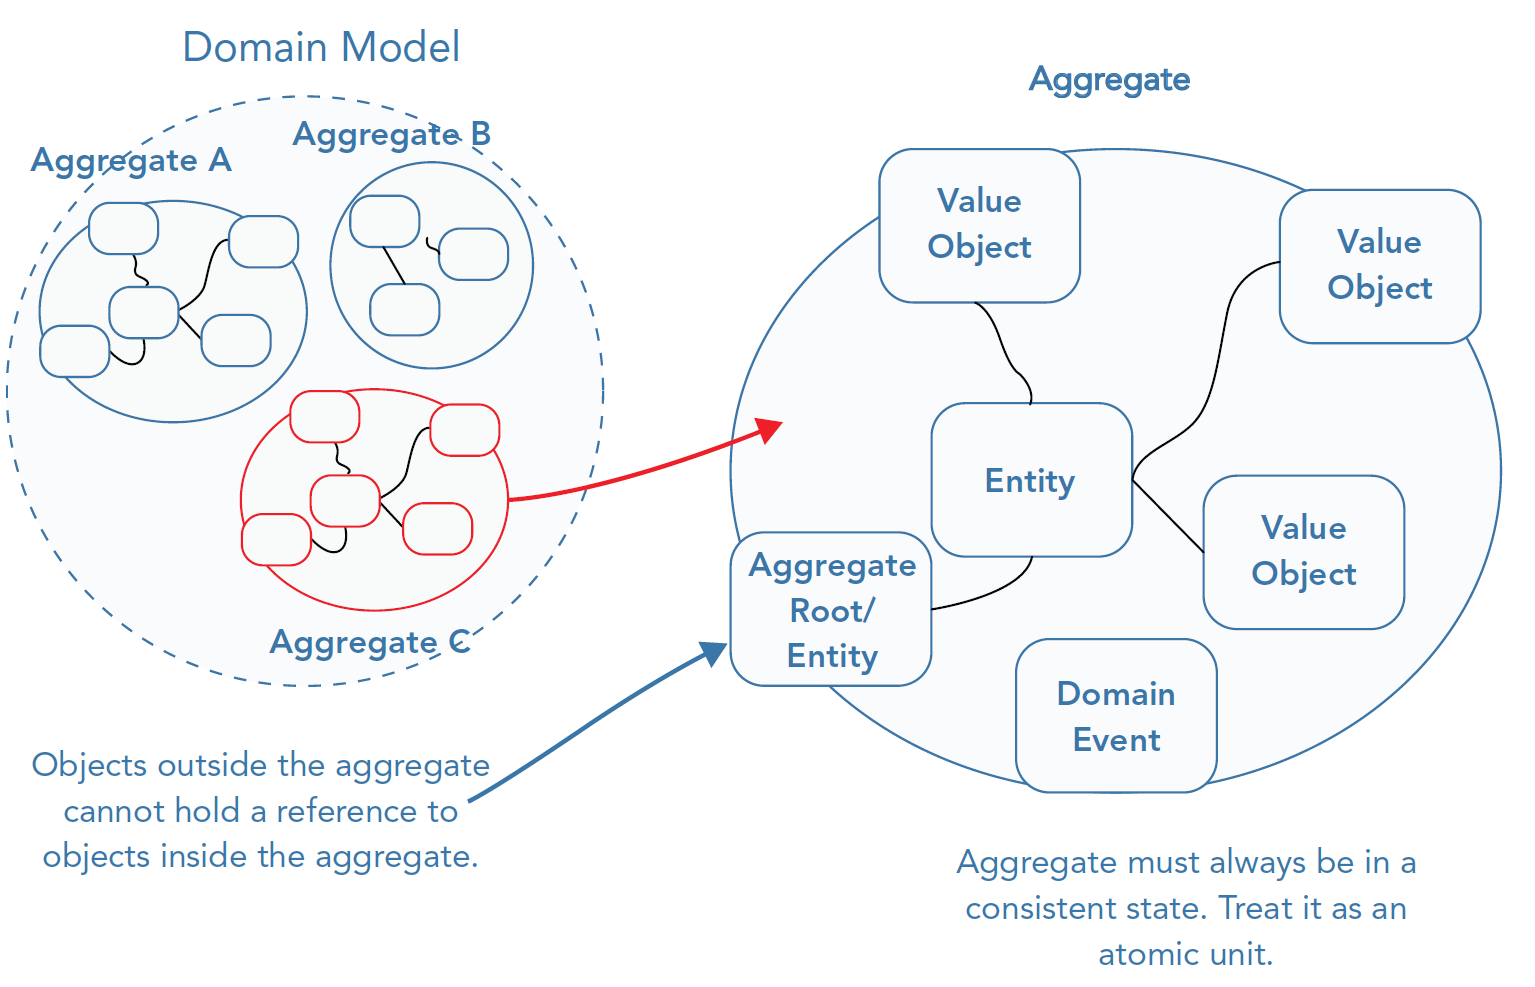 Domain Model
Aggregate A
Aggregate B
Aggregate C
Objects outside the aggregate
cannot hold a reference to
objects inside the aggregate.
Aggregate
Value
Object
Value
Object
Entity
Value
Object
Aggregate
Root/
Entity
Domain
Event
Aggregate must always be in a
consistent state. Treat it as an
atomic unit.